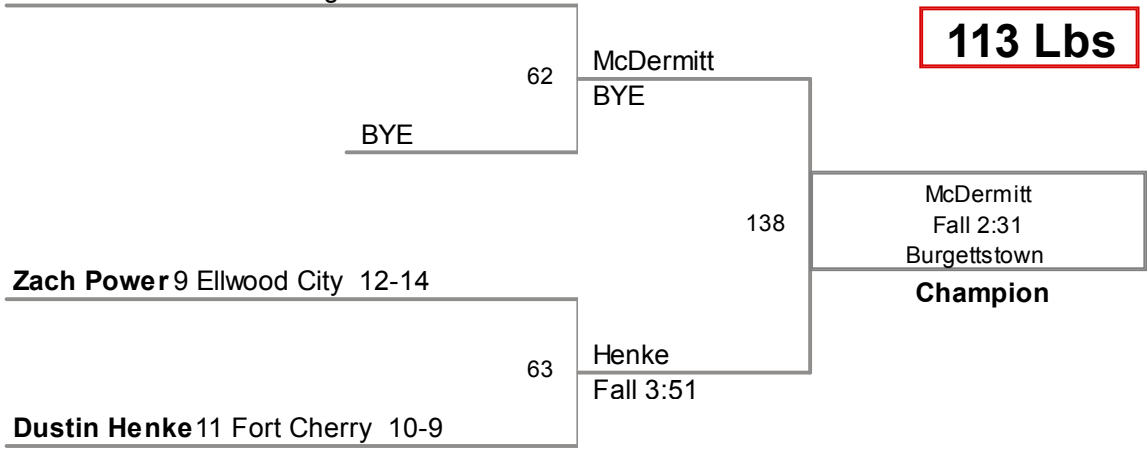 113 Lbs
62
McDermitt
BYE
BYE
138
McDermitt
Fall 2:31
Burgettstown
Champion
Zach Power 9 Ellwood City 12-14
63
Henke
Fall 3:51
Dustin Henke 11 Fort Cherry 10-9